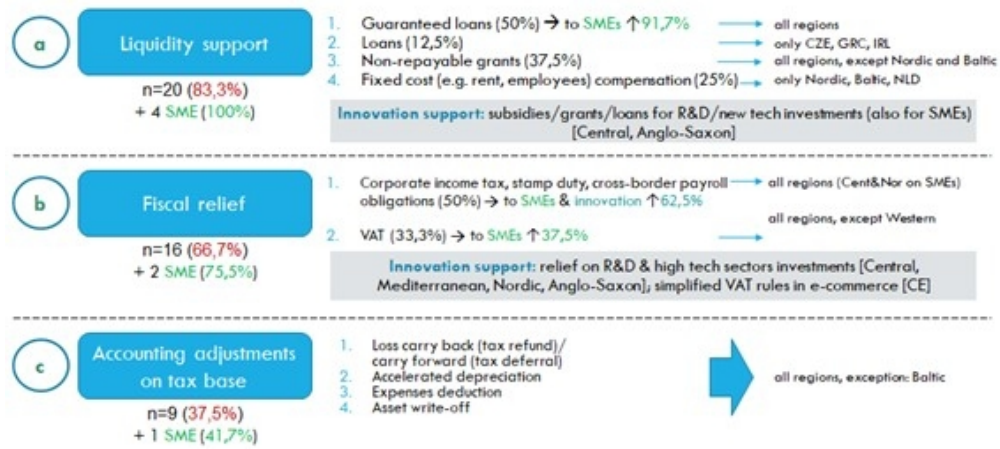 a
Liquidity support
n=20 (83,3%)
+ 4 SME (100%)
1. Guaranteed loans (50%) → to SMEs ↑91,7%
all regions
2. Loans (12,5%)
only CZE, GRC, IRL
3. Non-repayable grants (37,5%)
all regions, except Nordic and Baltic
4. Fixed cost (e.g. rent, employees) compensation (25%)
only Nordic, Baltic, NLD
Innovation support: subsidies/grants/loans for R&D/new tech investments (also for SMEs)
[Central, Anglo-Saxon]
b
Fiscal relief
n=16 (66,7%)
+ 2 SME (75,5%)
1. Corporate income tax, stamp duty, cross-border payroll
obligations (50%) → to SMEs & innovation ↑62,5%
all regions (Cent&Nor on SMEs)
2. VAT (33,3%) → to SMEs ↑37,5%
all regions, except Western
Innovation support: relief on R&D & high tech sectors investments [Central,
Mediterranean, Nordic, Anglo-Saxon]; simplified VAT rules in e-commerce [CE]
c
Accounting adjustments
on tax base
n=9 (37,5%)
+ 1 SME (41,7%)
1. Loss carry back (tax refund)/
carry forward (tax deferral)
2. Accelerated depreciation
3. Expenses deduction
4. Asset write-off
all regions, exception: Baltic